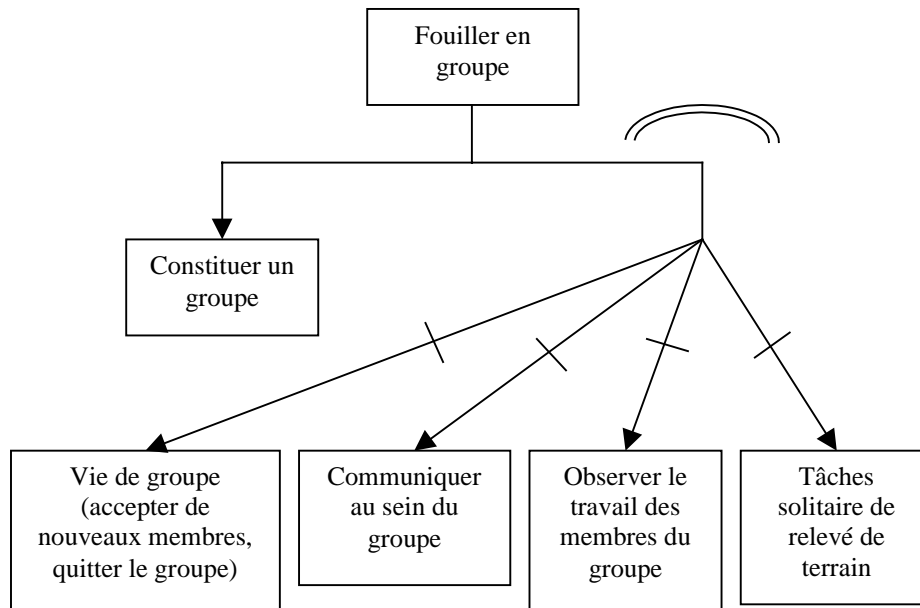 Fouiller en
groupe
Constituer un
groupe
Vie de groupe
(accepter de
nouveaux membres,
quitter le groupe)
Communiquer
au sein du
groupe
Observer le
travail des
membres du
groupe
Tâches
solitaire de
relevé de
terrain